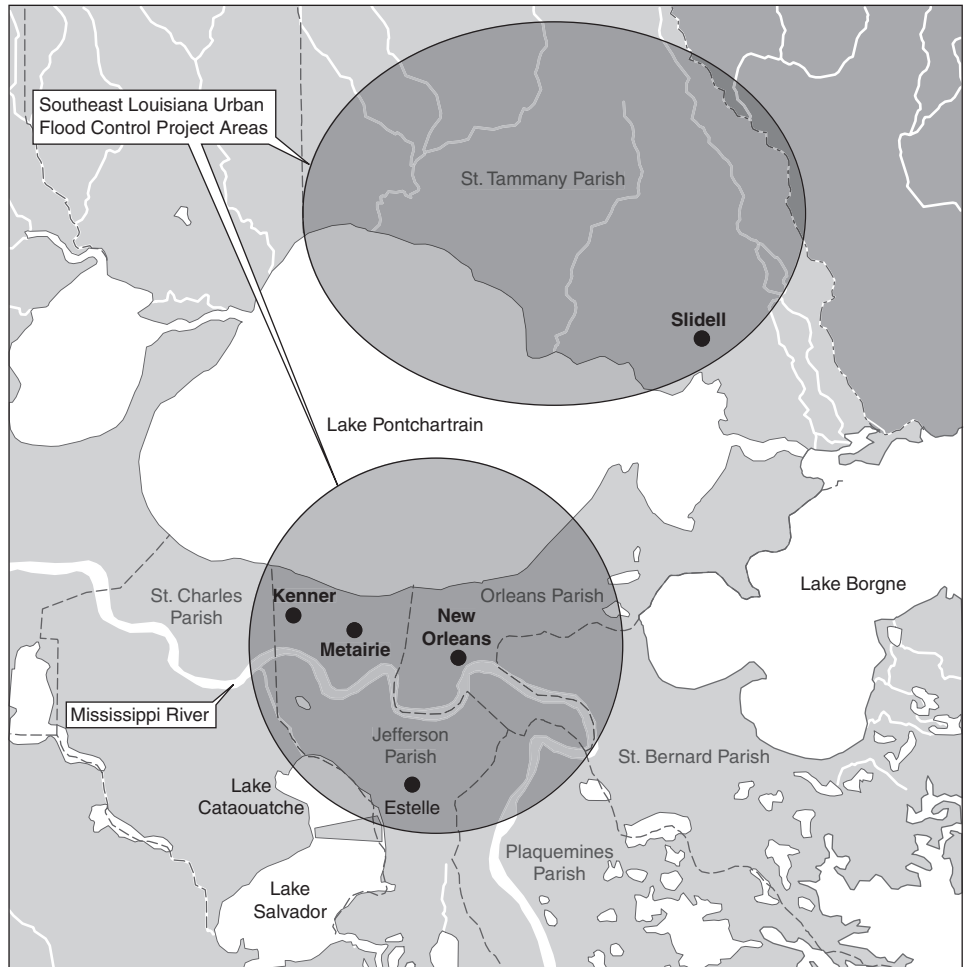 Southeast Louisiana Urban
Flood Control Project Areas
St. Tammany Parish
Slidell
Lake Pontchartrain
St. Charles
Parish
Kenner
Metairie
New
Orleans
Orleans Parish
Lake Borgne
Mississippi River
Jefferson
Parish
St. Bernard Parish
Lake
Cataouatche
Estelle
Plaquemines
Parish
Lake
Salvador